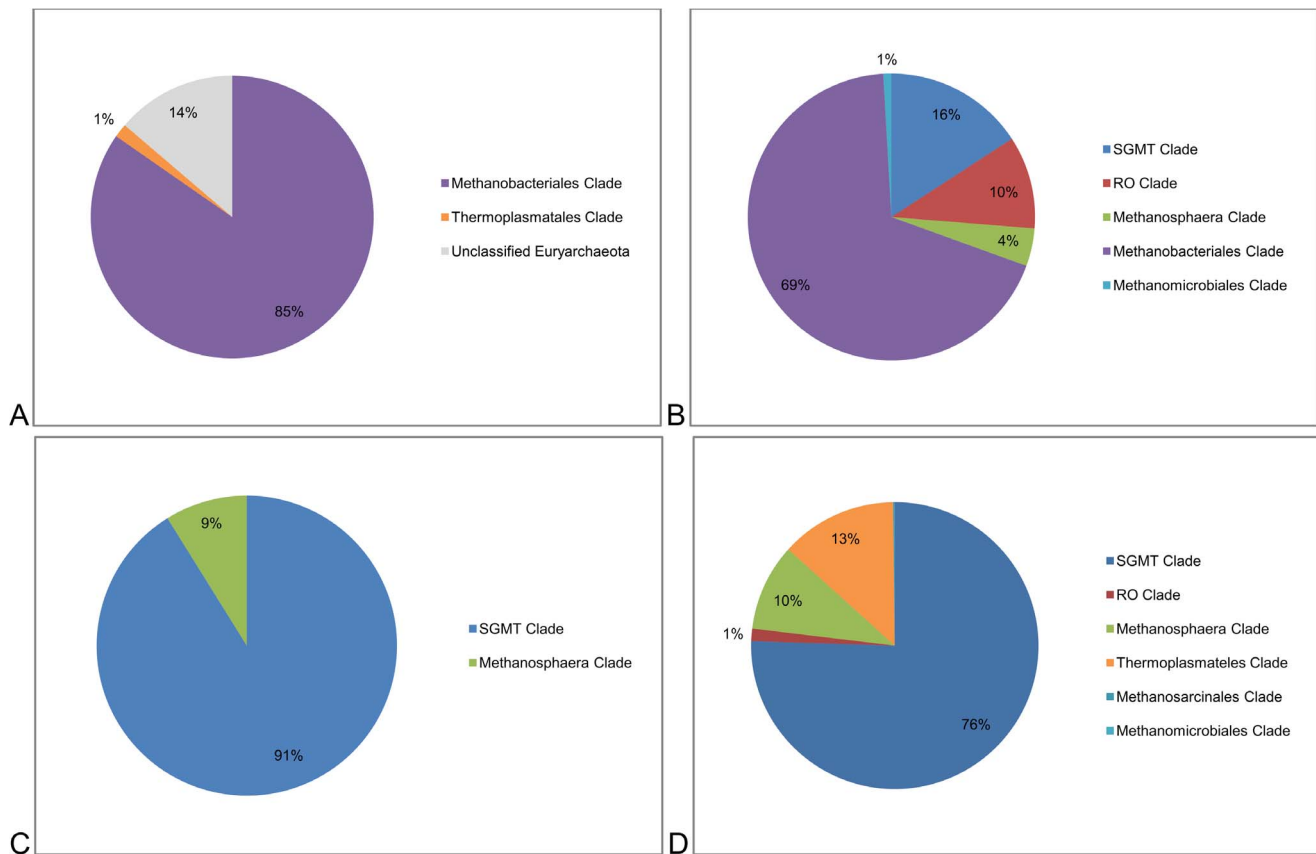 1%
14%
85%
Methanobacteriales Clade
Thermoplasmatales Clade
Unclassified Euryarchaeota
A
1%
16%
10%
4%
69%
SGMT Clade
RO Clade
Methanosphaera Clade
Methanobacteriales Clade
Methanomicrobiales Clade
B
9%
91%
SGMT Clade
Methanosphaera Clade
C
13%
10%
1%
76%
SGMT Clade
RO Clade
Methanosphaera Clade
Thermoplasmateles Clade
Methanosarcinales Clade
Methanomicrobiales Clade
D